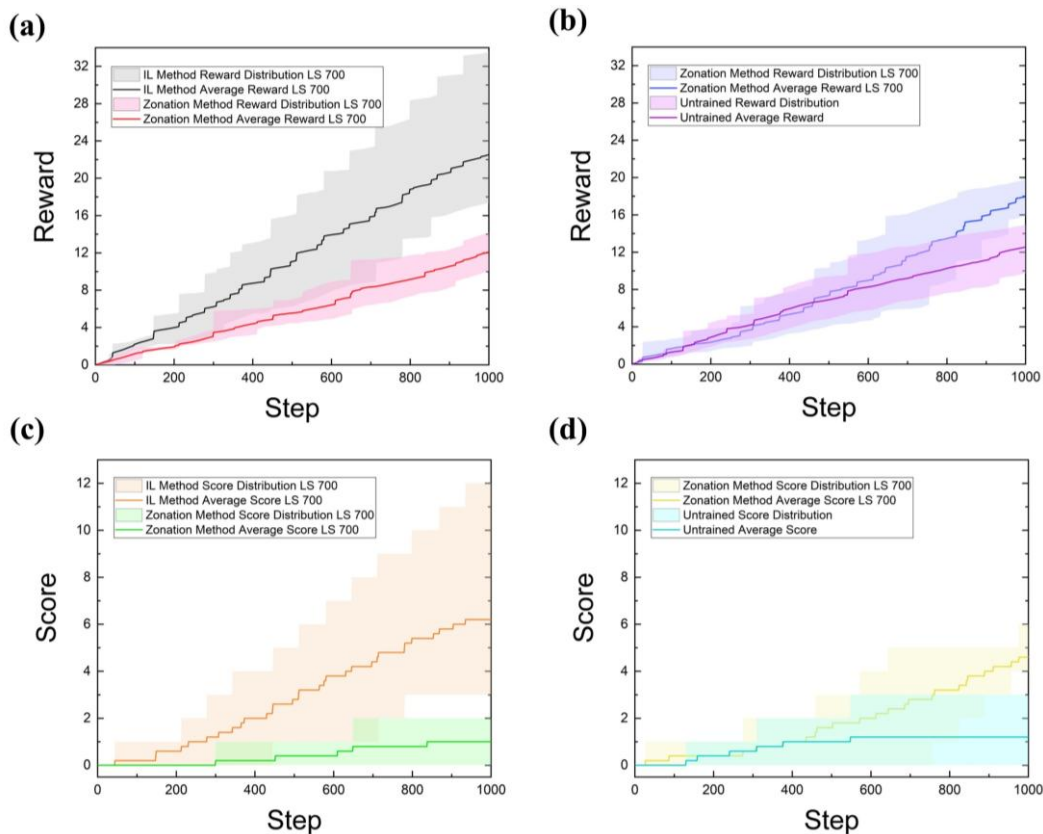 (a)
32
28
24
20
16
12
8
4
0
Reward
IL Method Reward Distribution LS 700
IL Method Average Reward LS 700
Zonation Method Reward Distribution LS 700
Zonation Method Average Reward LS 700
0 200 400 600 800 1000
Step
(b)
32
28
24
20
16
12
8
4
0
Reward
Zonation Method Reward Distribution LS 700
Zonation Method Average Reward LS 700
Untrained Reward Distribution
Untrained Average Reward
0 200 400 600 800 1000
Step
(c)
12
10
8
6
4
2
0
Score
IL Method Score Distribution LS 700
IL Method Average Score LS 700
Zonation Method Score Distribution LS 700
Zonation Method Average Score LS 700
0 200 400 600 800 1000
Step
(d)
12
10
8
6
4
2
0
Score
Zonation Method Score Distribution LS 700
Zonation Method Average Score LS 700
Untrained Score Distribution
Untrained Average Score
0 200 400 600 800 1000
Step